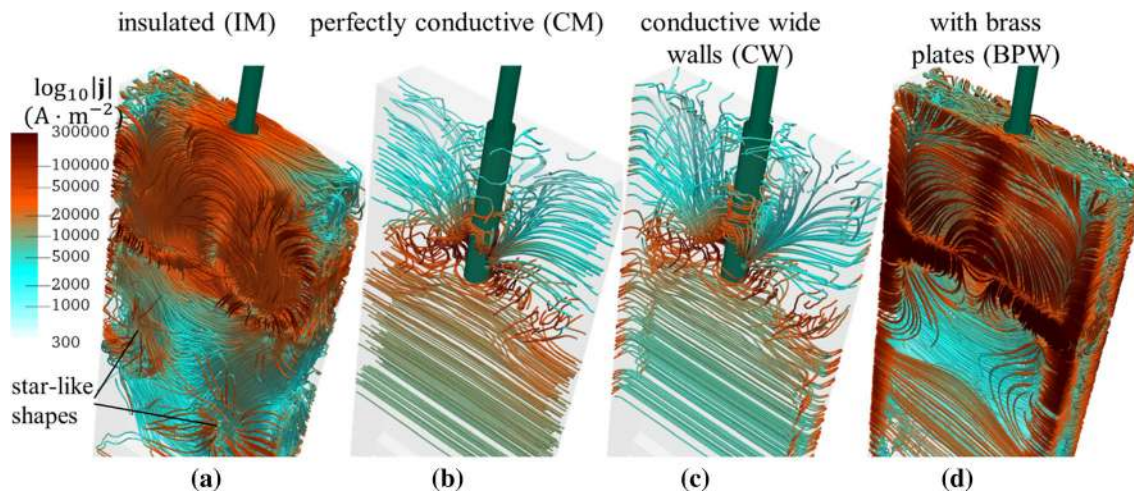 insulated (IM)
perfectly conductive (CM)
conductive wide
walls (CW)
with brass
plates (BPW)
log₁₀|j|
(A · m⁻²)
300000
100000
50000
20000
10000
5000
2000
1000
300
star-like
shapes
(a)
(b)
(c)
(d)